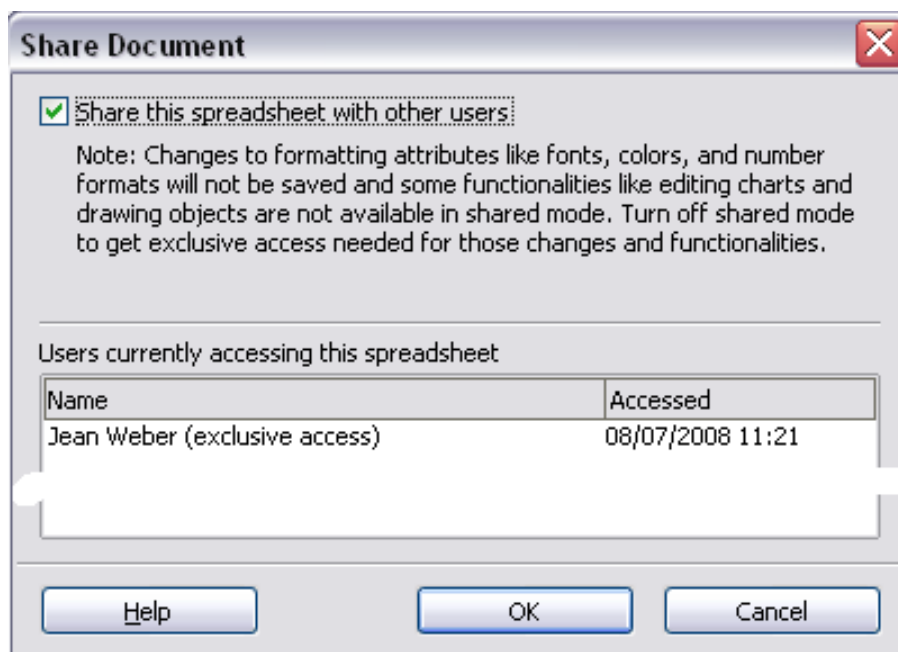 Share Document
Share this spreadsheet with other users
Note: Changes to formatting attributes like fonts, colors, and number
formats will not be saved and some functionalities like editing charts and
drawing objects are not available in shared mode. Turn off shared mode
to get exclusive access needed for those changes and functionalities.
Users currently accessing this spreadsheet
Name Accessed
Jean Weber (exclusive access) 08/07/2008 11:21
Help OK Cancel